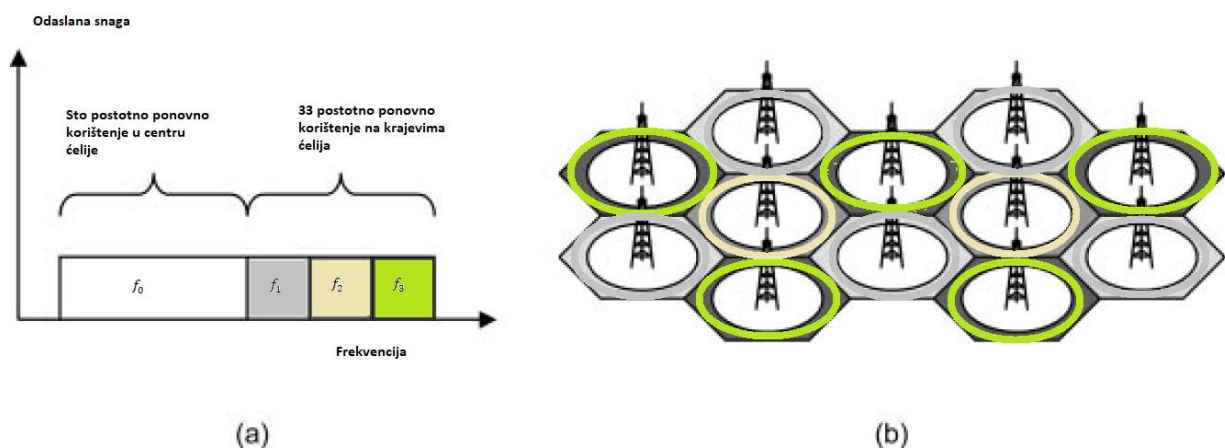 Odaslana snaga
Sto postotno ponovno
korištenje u centru
ćelije
33 postotno ponovno
korištenje na krajevima
ćelija
f₀
f₁
f₂
f₃
Frekvencija
(a)
(b)